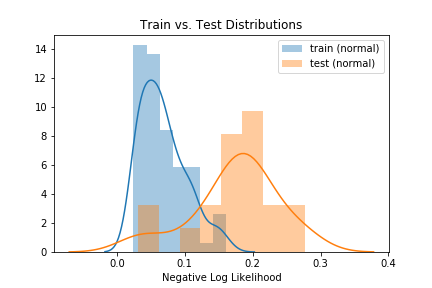 Train vs. Test Distributions
train (normal)
test (normal)
14
12
10
8
6
4
2
0
0.0 0.1 0.2 0.3 0.4
Negative Log Likelihood